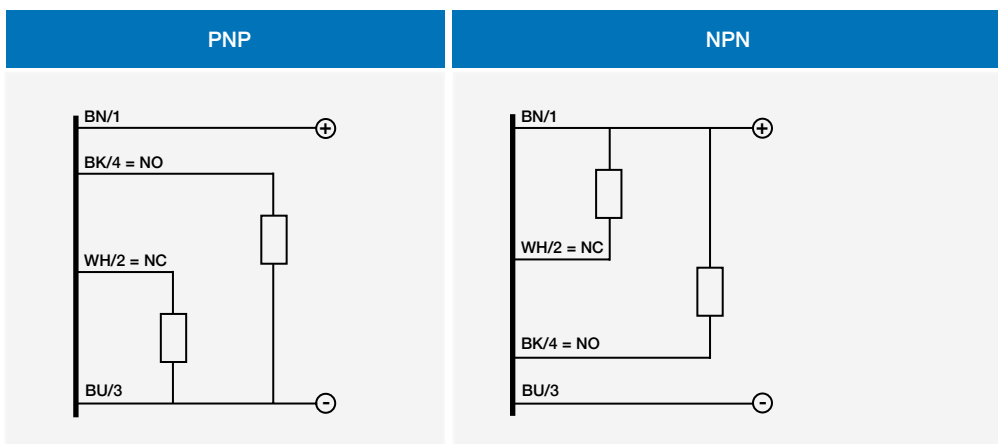 PNP
NPN
BN/1
+
BK/4 = NO
WH/2 = NC
BU/3
-
BN/1
+
WH/2 = NC
BK/4 = NO
BU/3
-